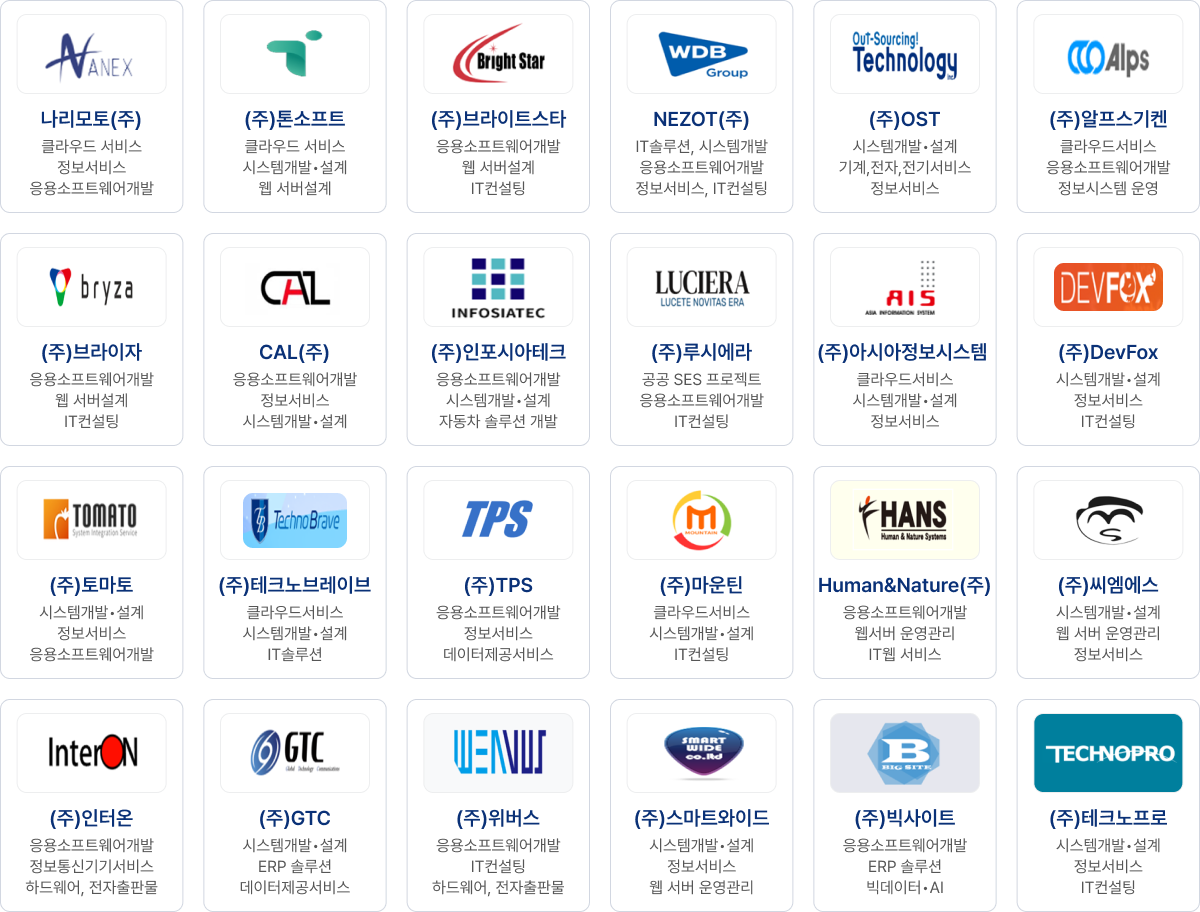 ANEX
나리모토(주)
클라우드 서비스
정보서비스
응용소프트웨어개발
(주)톤소프트
클라우드 서비스
시스템개발•설계
웹 서버설계
Bright Star
(주)브라이트스타
응용소프트웨어개발
웹 서버설계
IT컨설팅
WDB
Group
NEZOT(주)
IT솔루션, 시스템개발
응용소프트웨어개발
정보서비스, IT컨설팅
OuT-Sourcing!
Technology
(주)OST
시스템개발•설계
기계,전자,전기서비스
정보서비스
Alps
(주)알프스기켄
클라우드서비스
응용소프트웨어개발
정보시스템 운영
bryza
(주)브라이자
응용소프트웨어개발
웹 서버설계
IT컨설팅
CAL
CAL(주)
응용소프트웨어개발
정보서비스
시스템개발•설계
INFOSIATEC
(주)인포시아테크
응용소프트웨어개발
시스템개발•설계
자동차 솔루션 개발
LUCIERA
LUCETE NOVITAS ERA
(주)루시에라
공공 SES 프로젝트
응용소프트웨어개발
IT컨설팅
AIS
ASIA INFORMATION SYSTEM
(주)아시아정보시스템
클라우드서비스
시스템개발•설계
정보서비스
DEVFOX
(주)DevFox
시스템개발•설계
정보서비스
IT컨설팅
TOMATO
System Integration Service
(주)토마토
시스템개발•설계
정보서비스
응용소프트웨어개발
TechnoBrave
(주)테크노브레이브
클라우드서비스
시스템개발•설계
IT솔루션
TPS
(주)TPS
응용소프트웨어개발
정보서비스
데이터제공서비스
M
MOUNTAIN
(주)마운틴
클라우드서비스
시스템개발•설계
IT컨설팅
HANS
Human & Nature Systems
Human&Nature(주)
응용소프트웨어개발
웹서버 운영관리
IT웹 서비스
(주)씨엠에스
시스템개발•설계
웹 서버 운영관리
정보서비스
InterON
(주)인터온
응용소프트웨어개발
정보통신기기서비스
하드웨어, 전자출판물
GTC
Global Technology Communications
(주)GTC
시스템개발•설계
ERP 솔루션
데이터제공서비스
WENVUS
(주)위버스
응용소프트웨어개발
IT컨설팅
하드웨어, 전자출판물
SMART
WIDE
co.ltd
(주)스마트와이드
시스템개발•설계
정보서비스
웹 서버 운영관리
B
BIG SITE
(주)빅사이트
응용소프트웨어개발
ERP 솔루션
빅데이터•AI
TECHNOPRO
(주)테크노프로
시스템개발•설계
정보서비스
IT컨설팅